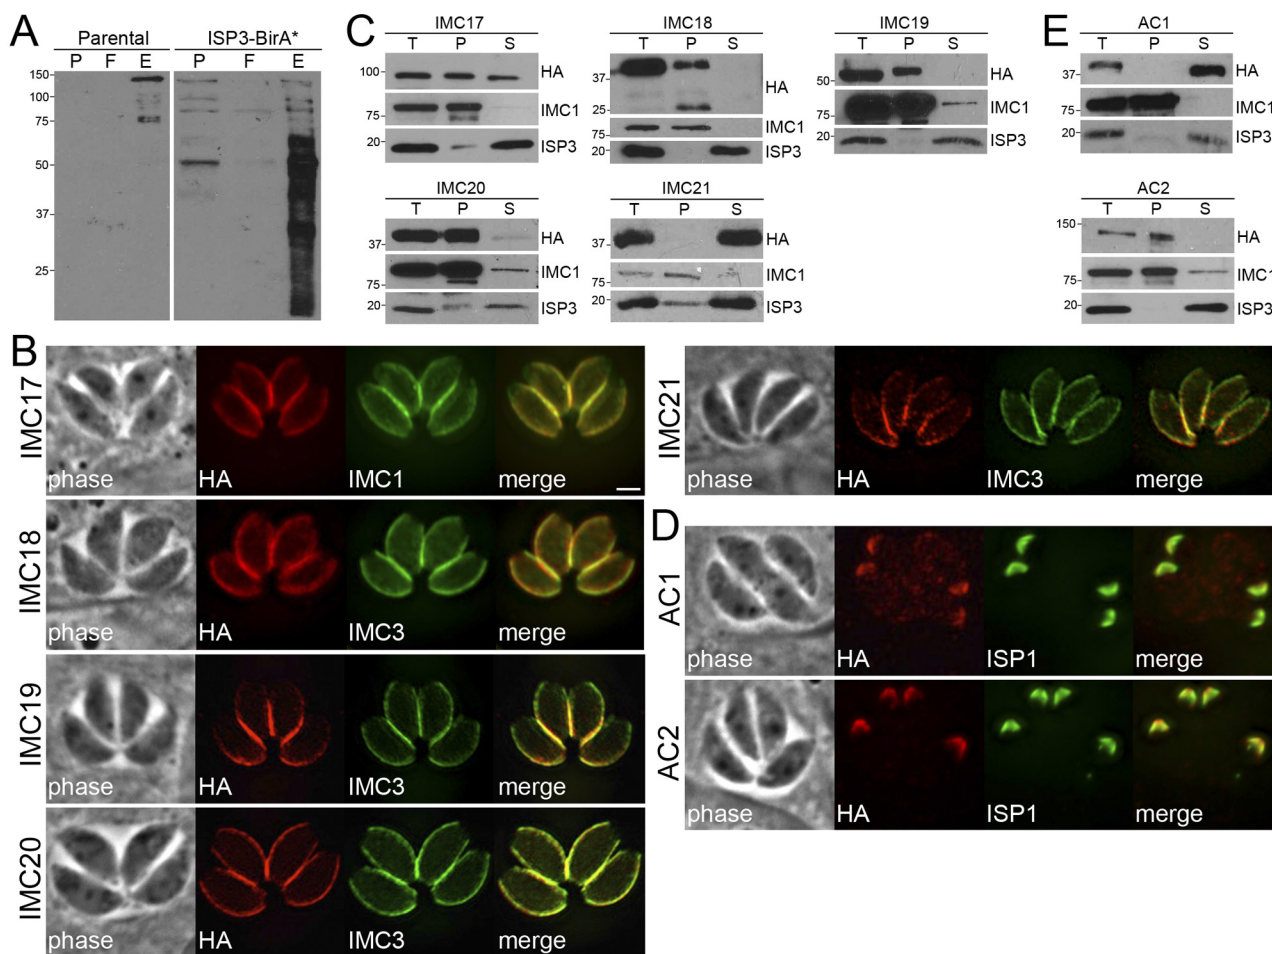 A
Parental
ISP3-BirA*
P F E P F E
150
100
75
50
37
25
C
IMC17
T P S
100
HA
75
IMC1
20
ISP3
IMC18
T P S
37
HA
75
IMC1
20
ISP3
IMC19
T P S
50
HA
75
IMC1
20
ISP3
IMC20
T P S
37
HA
75
IMC1
20
ISP3
IMC21
T P S
37
HA
75
IMC1
20
ISP3
E
AC1
T P S
37
HA
75
IMC1
20
ISP3
AC2
T P S
150
HA
75
IMC1
20
ISP3
B
IMC17
phase HA IMC1 merge
IMC18
phase HA IMC3 merge
IMC19
phase HA IMC3 merge
IMC20
phase HA IMC3 merge
IMC21
phase HA IMC3 merge
D
AC1
phase HA ISP1 merge
AC2
phase HA ISP1 merge